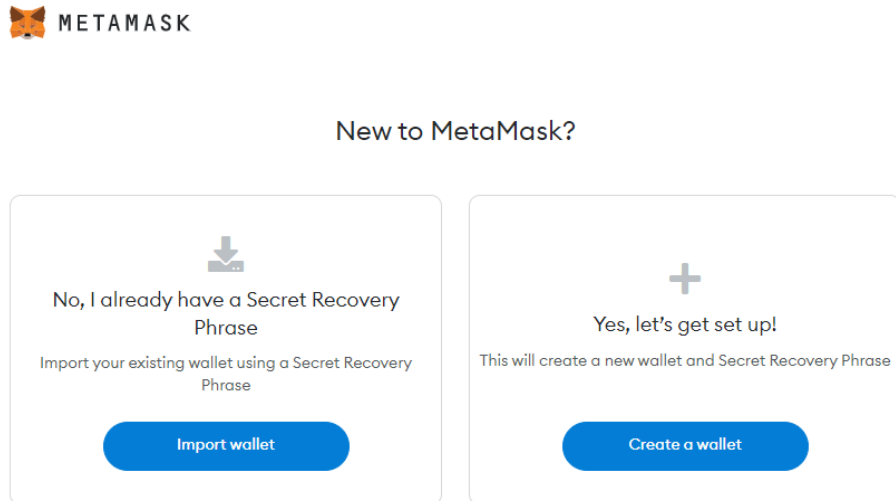 METAMASK
New to MetaMask?
No, I already have a Secret Recovery
Phrase
Import your existing wallet using a Secret Recovery
Phrase
Import wallet
Yes, let’s get set up!
This will create a new wallet and Secret Recovery Phrase
Create a wallet